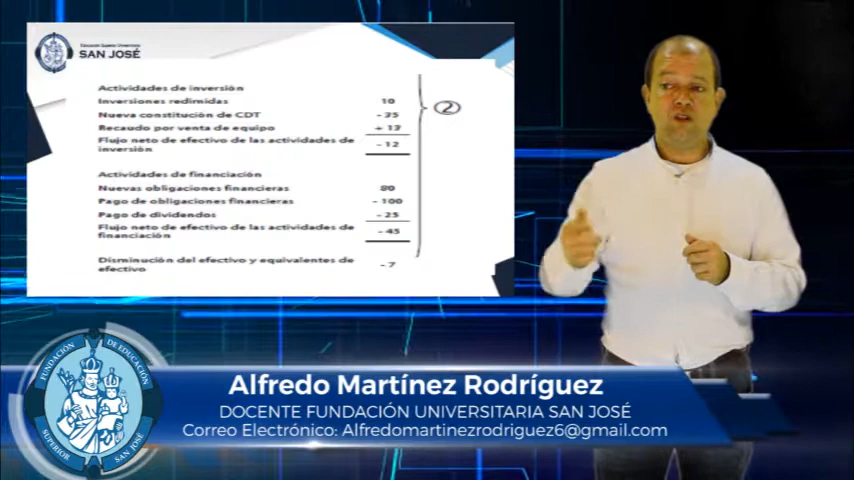 Educación Superior Universitaria
SAN JOSÉ
Actividades de inversión
Inversiones redimidas 10
Nueva constitución de CDT - 35
Recaudo por venta de equipo + 13
Flujo neto de efectivo de las actividades de - 12
inversión
Actividades de financiación
Nuevas obligaciones financieras 80
Pago de obligaciones financieras - 100
Pago de dividendos - 25
Flujo neto de efectivo de las actividades de - 45
financiación
Disminución del efectivo y equivalentes de - 7
efectivo
2
Alfredo Martínez Rodríguez
DOCENTE FUNDACIÓN UNIVERSITARIA SAN JOSÉ
Correo Electrónico: Alfredomartinezrodriguez6@gmail.com
FUNDACIÓN DE EDUCACIÓN
SUPERIOR SAN JOSÉ